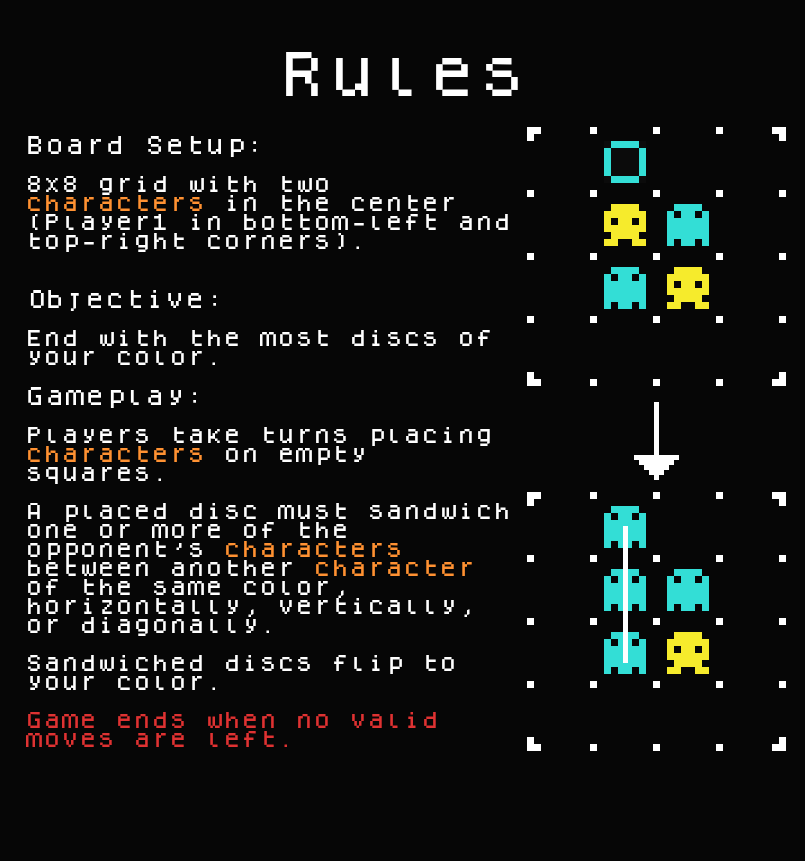 Rules
Board Setup:
8x8 grid with two
characters in the center
(Player1 in bottom-left and
top-right corners).
Objective:
End with the most discs of
your color.
Gameplay:
Players take turns placing
characters on empty
squares.
A placed disc must sandwich
one or more of the
opponent's characters
between another character
of the same color,
horizontally, vertically,
or diagonally.
Sandwiched discs flip to
your color.
Game ends when no valid
moves are left.